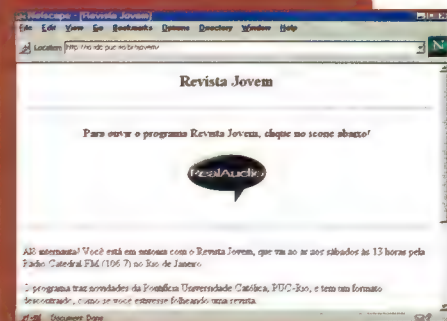 Netscape - [Revista Jovem]
File Edit View Go Bookmarks Options Directory Window Help
Location:
N
Revista Jovem
Para ouvir o programa Revista Jovem, clique no ícone abaixo!
RealAudio
Alô internauta! Você está em sintonia com o Revista Jovem, que vai ao ar aos sábados às 13 horas pela
Rádio Catedral FM (106.7) no Rio de Janeiro.
O programa traz novidades da Pontifícia Universidade Católica, PUC-Rio, e tem um formato
descontraído, como se você estivesse folheando uma revista.
Document Done